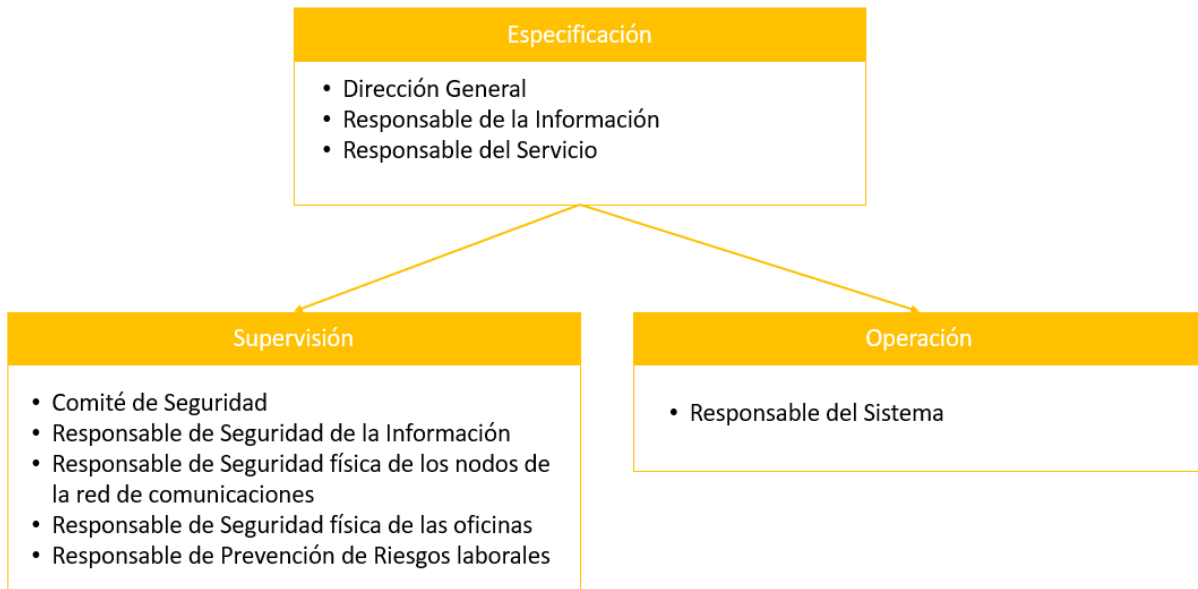 Especificación
• Dirección General
• Responsable de la Información
• Responsable del Servicio
Supervisión
• Comité de Seguridad
• Responsable de Seguridad de la Información
• Responsable de Seguridad física de los nodos de
la red de comunicaciones
• Responsable de Seguridad física de las oficinas
• Responsable de Prevención de Riesgos laborales
Operación
• Responsable del Sistema